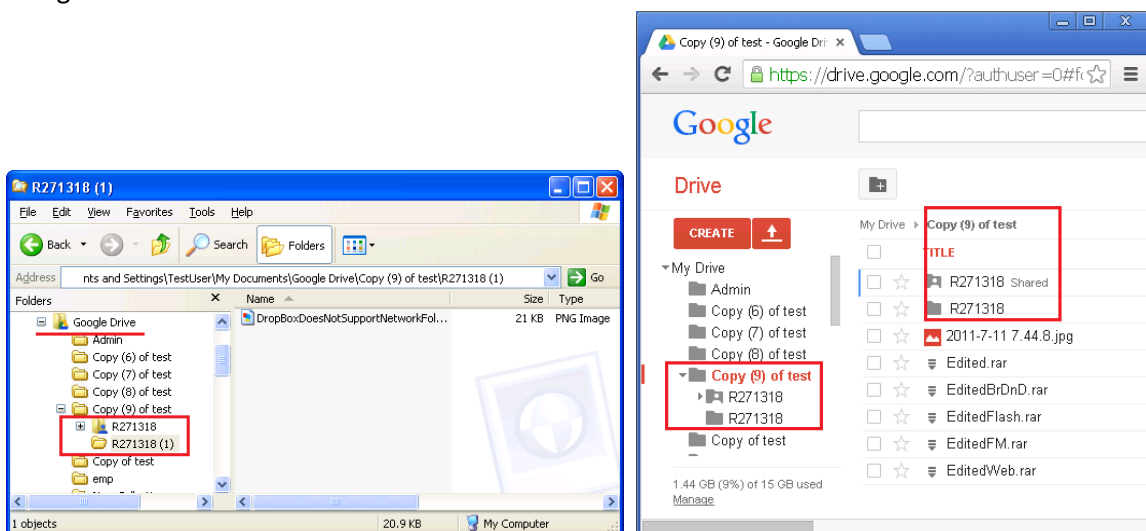 R271318 (1)
File Edit View Favorites Tools Help
Back Search Folders
Address nts and Settings\TestUser\My Documents\Google Drive\Copy (9) of test\R271318 (1) Go
Folders Name Size Type
Google Drive
Admin
Copy (6) of test
Copy (7) of test
Copy (8) of test
Copy (9) of test
R271318
R271318 (1)
Copy of test
emp
DropBoxDoesNotSupportNetworkFol... 21 KB PNG Image
1 objects 20.9 KB My Computer
Copy (9) of test - Google Dri
https://drive.google.com/?authuser=0#f
Google
Drive
CREATE
My Drive
Admin
Copy (6) of test
Copy (7) of test
Copy (8) of test
Copy (9) of test
R271318
R271318
Copy of test
1.44 GB (9%) of 15 GB used
Manage
My Drive Copy (9) of test
TITLE
R271318 Shared
R271318
2011-7-11 7.44.8.jpg
Edited.rar
EditedBrDnD.rar
EditedFlash.rar
EditedFM.rar
EditedWeb.rar